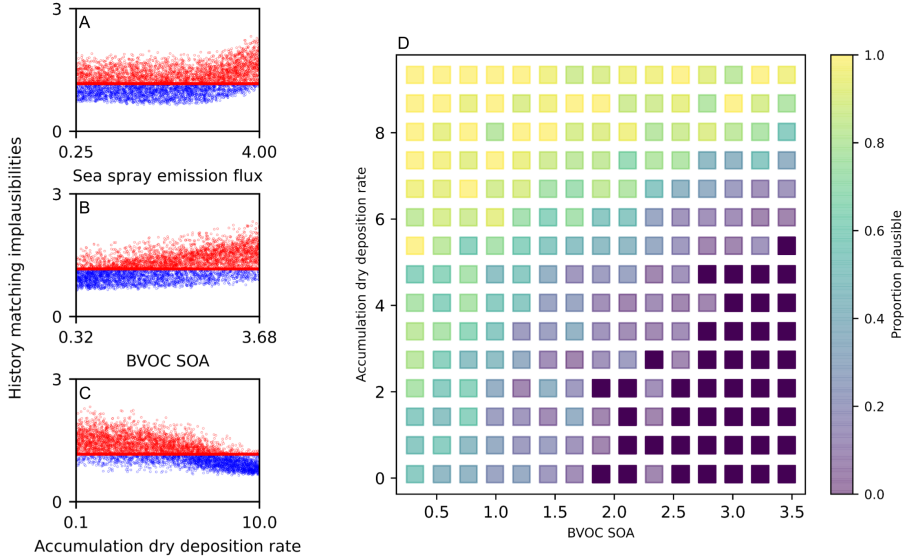 History matching implausibilities
A
3
0
0.25
4.00
Sea spray emission flux
B
3
0
0.32
3.68
BVOC SOA
C
3
0
0.1
10.0
Accumulation dry deposition rate
D
Accumulation dry deposition rate
8
6
4
2
0
0.5
1.0
1.5
2.0
2.5
3.0
3.5
BVOC SOA
1.0
0.8
0.6
0.4
0.2
0.0
Proportion plausible